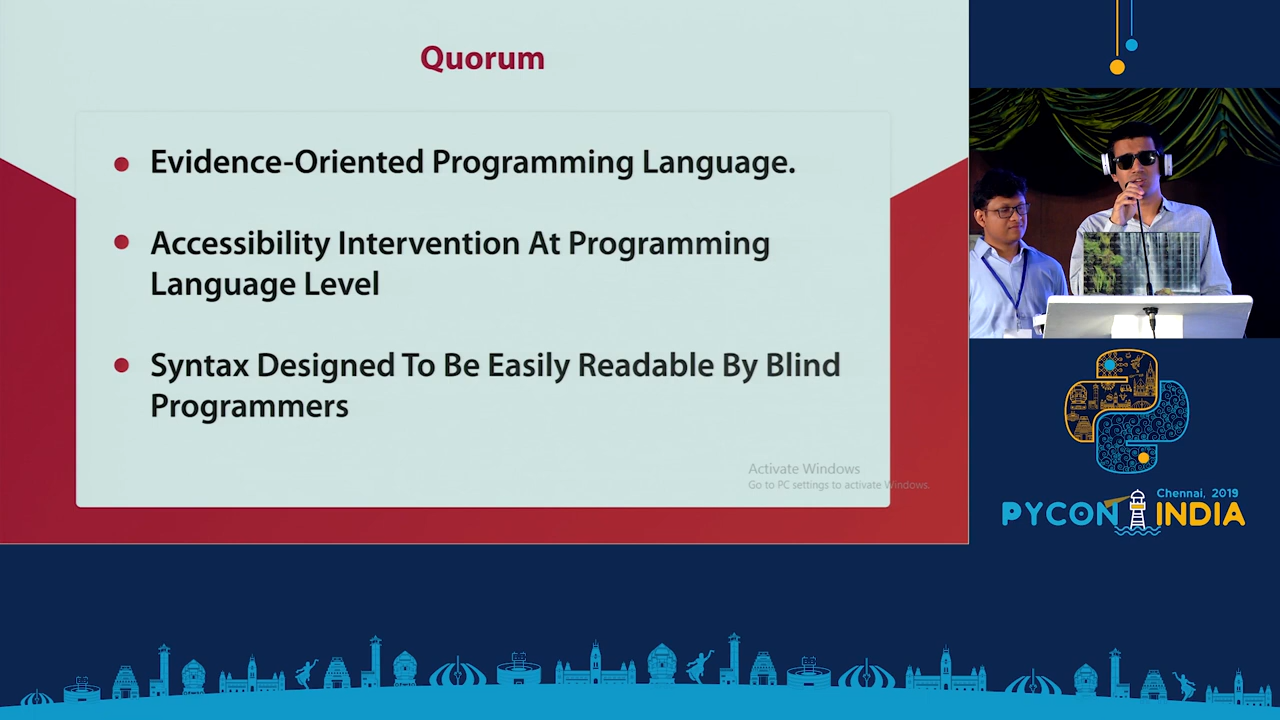 Quorum
Evidence-Oriented Programming Language.
Accessibility Intervention At Programming
Language Level
Syntax Designed To Be Easily Readable By Blind
Programmers
Activate Windows
Go to PC settings to activate Windows.
Chennai, 2019
PYCON INDIA